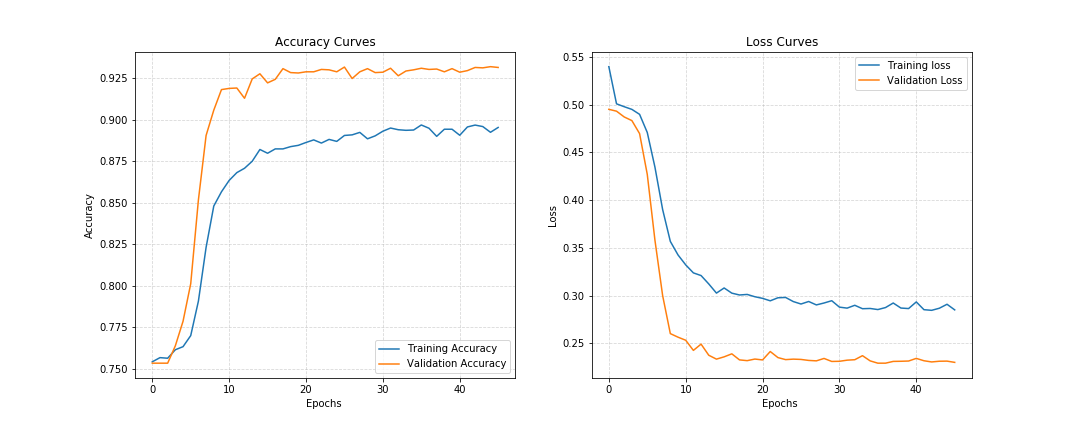 Accuracy Curves
0.925
0.900
0.875
0.850
0.825
0.800
0.775
0.750
Accuracy
0
10
20
30
40
Epochs
Training Accuracy
Validation Accuracy
Loss Curves
0.55
0.50
0.45
0.40
0.35
0.30
0.25
Loss
0
10
20
30
40
Epochs
Training loss
Validation Loss